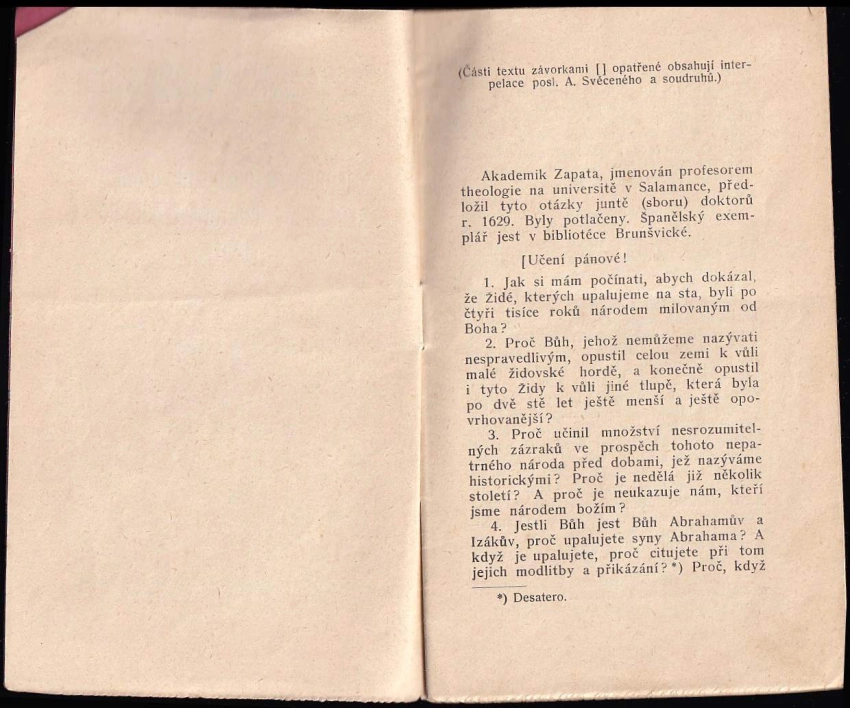 (Části textu závorkami [] opatřené obsahují inter-
pelace posl. A. Svěceného a soudruhů.)
Akademik Zapata, jmenován profesorem
theologie na universitě v Salamance, před-
ložil tyto otázky juntě (sboru) doktorů
r. 1629. Byly potlačeny. Španělský exem-
plář jest v bibliotéce Brunšvické.
[Učení pánové!
1. Jak si mám počínati, abych dokázal,
že Židé, kterých upalujeme na sta, byli po
čtyři tisíce roků národem milovaným od
Boha?
2. Proč Bůh, jehož nemůžeme nazývati
nespravedlivým, opustil celou zemi k vůli
malé židovské hordě, a konečně opustil
i tyto Židy k vůli jiné tlupě, která byla
po dvě stě let ještě menší a ještě opo-
vrhovanější?
3. Proč učinil množství nesrozumitel-
ných zázraků ve prospěch tohoto nepa-
trného národa před dobami, jež nazýváme
historickými? Proč je nedělá již několik
století? A proč je neukazuje nám, kteří
jsme národem božím?
4. Jestli Bůh jest Bůh Abrahamův a
Izákův, proč upalujete syny Abrahama? A
když je upalujete, proč citujete při tom
jejich modlitby a přikázání?*) Proč, když
*) Desatero.